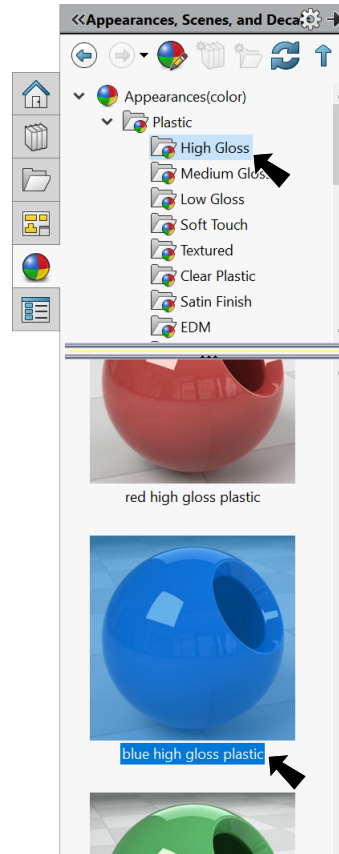 «Appearances, Scenes, and Deca
Appearances(color)
Plastic
High Gloss
Medium Gloss
Low Gloss
Soft Touch
Textured
Clear Plastic
Satin Finish
EDM
red high gloss plastic
blue high gloss plastic